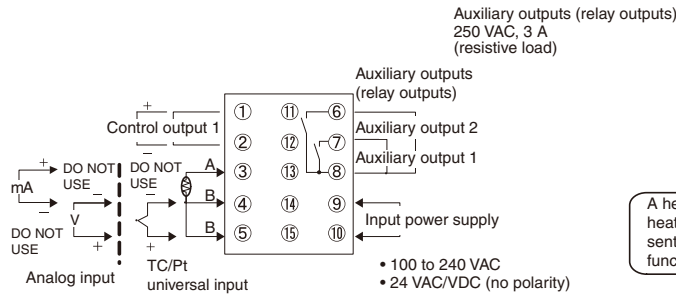 Auxiliary outputs (relay outputs)
250 VAC, 3 A
(resistive load)
Auxiliary outputs
(relay outputs)
+
Control output 1
−
① ⑪ ⑥
② ⑫ ⑦
③ ⑬ ⑧
④ ⑭ ⑨
⑤ ⑮ ⑩
Auxiliary output 2
Auxiliary output 1
Input power supply
• 100 to 240 VAC
• 24 VAC/VDC (no polarity)
+ DO NOT
USE
mA
−
−
V
DO NOT
USE
+
Analog input
DO NOT
USE
−
+
A
B
B
TC/Pt
universal input
A he
heat
sent
func